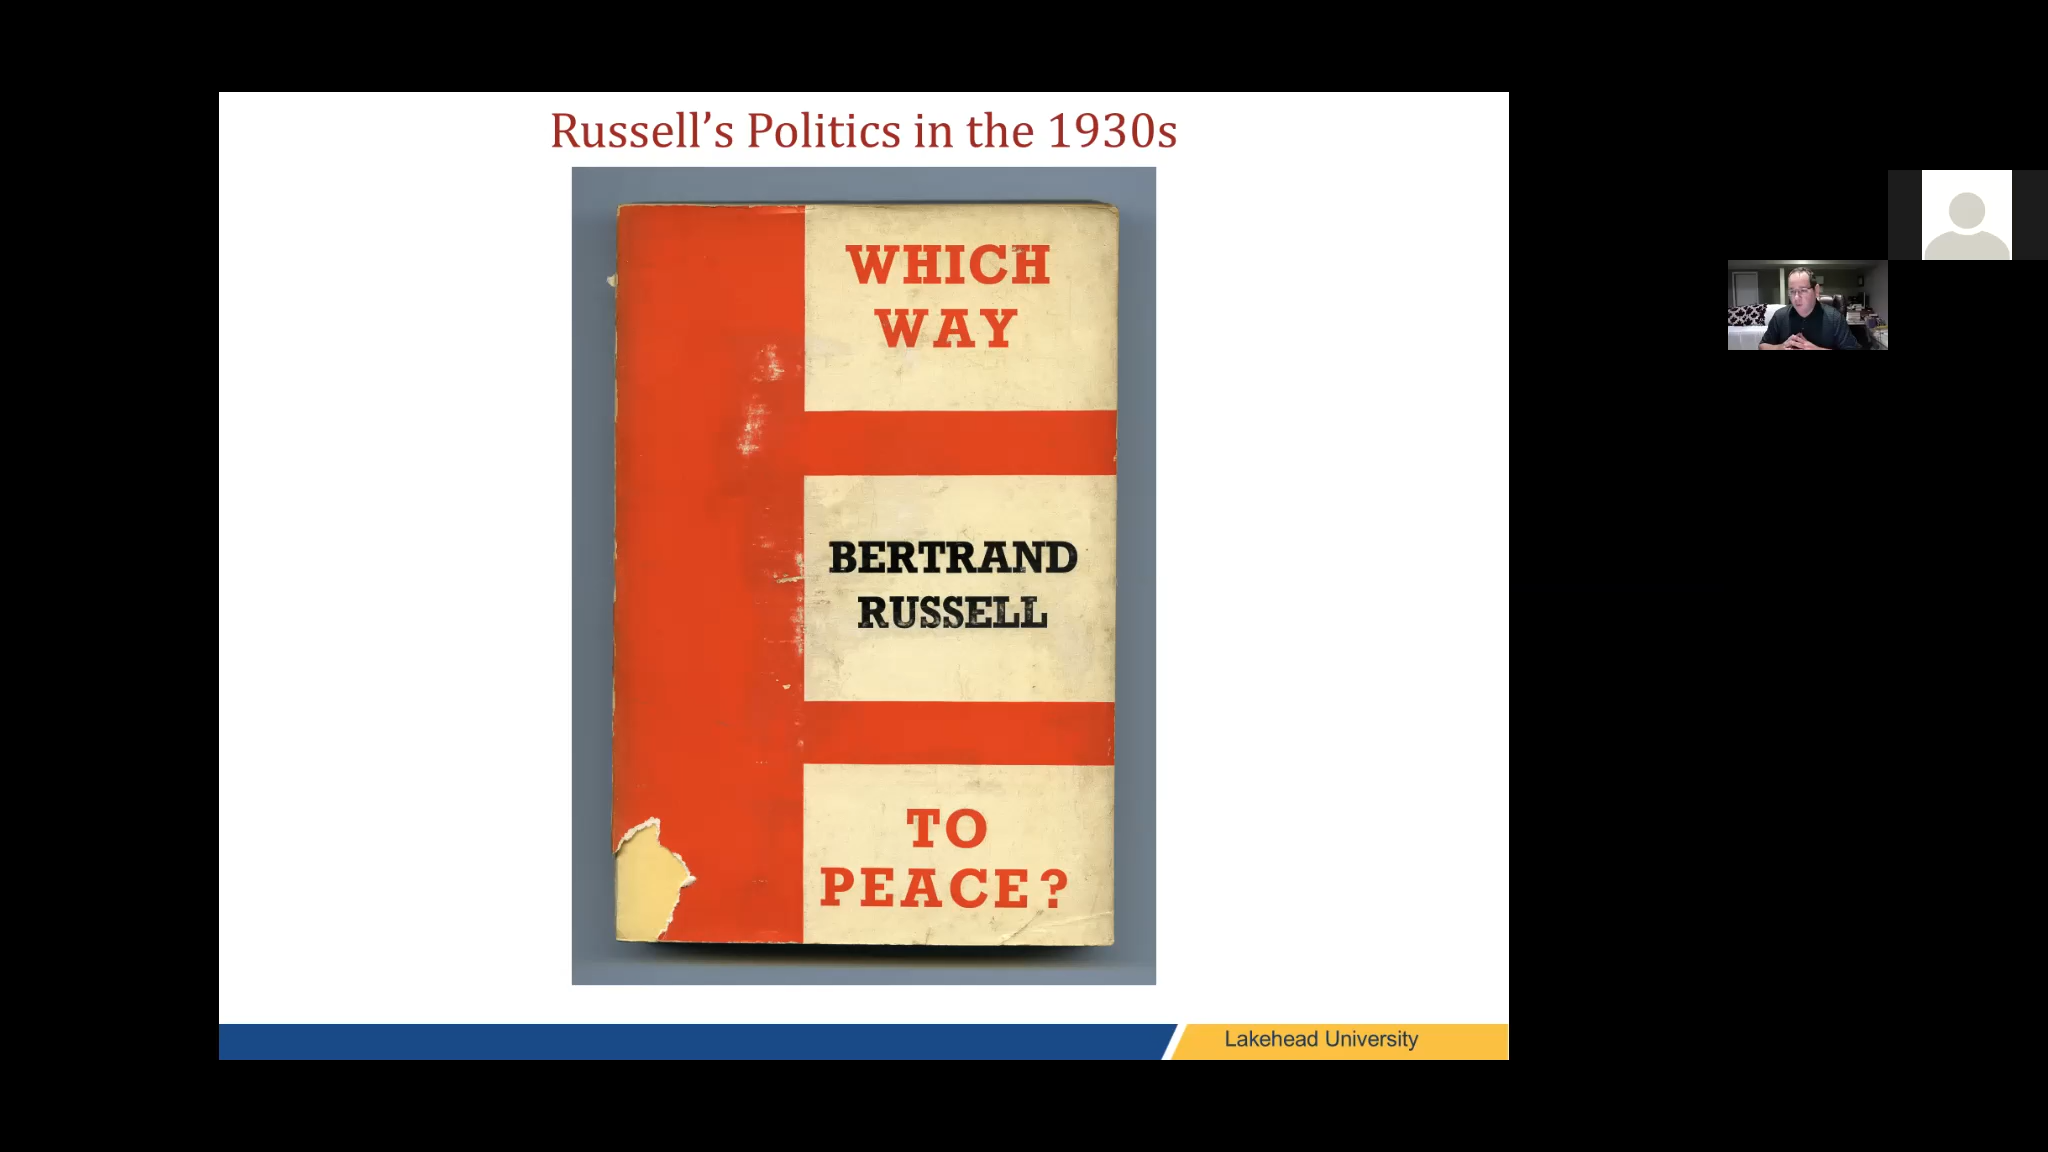 Russell’s Politics in the 1930s
WHICH
WAY
BERTRAND
RUSSELL
TO
PEACE?
Lakehead University